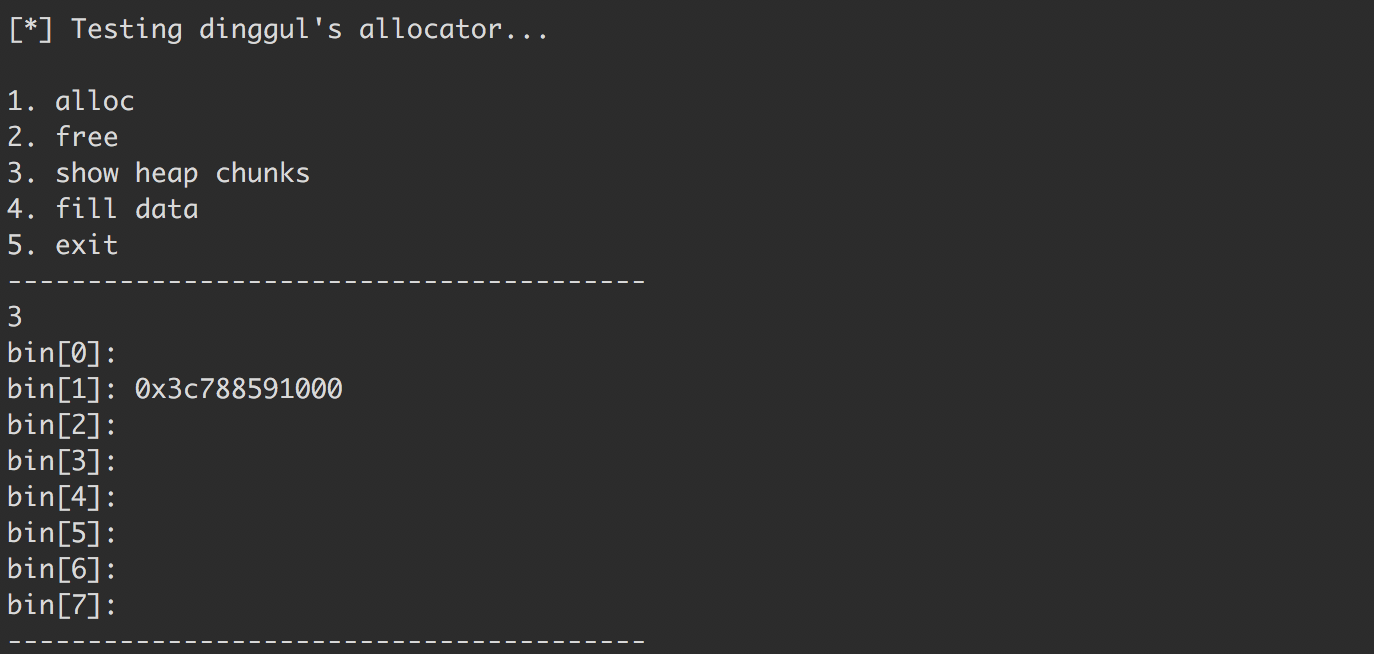 [*] Testing dinggul's allocator...
1. alloc
2. free
3. show heap chunks
4. fill data
5. exit
----------------------------------------
3
bin[0]:
bin[1]: 0x3c788591000
bin[2]:
bin[3]:
bin[4]:
bin[5]:
bin[6]:
bin[7]:
----------------------------------------